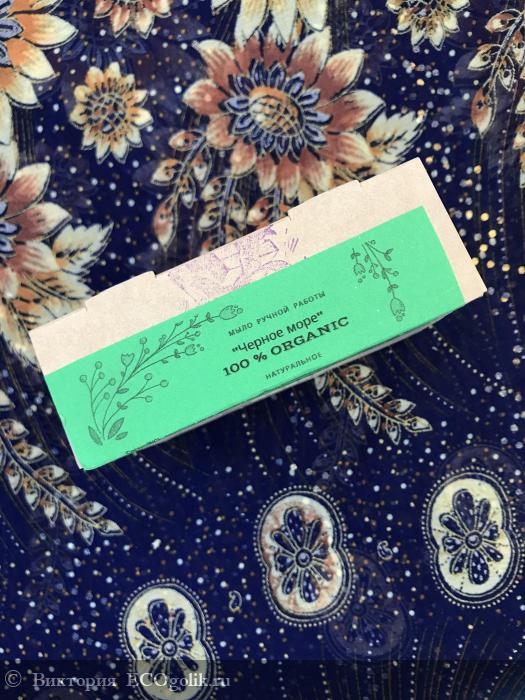 МЫЛО РУЧНОЙ РАБОТЫ
"Черное море"
100 % ORGANIC
НАТУРАЛЬНОЕ
© Виктория ECOgolik.ru